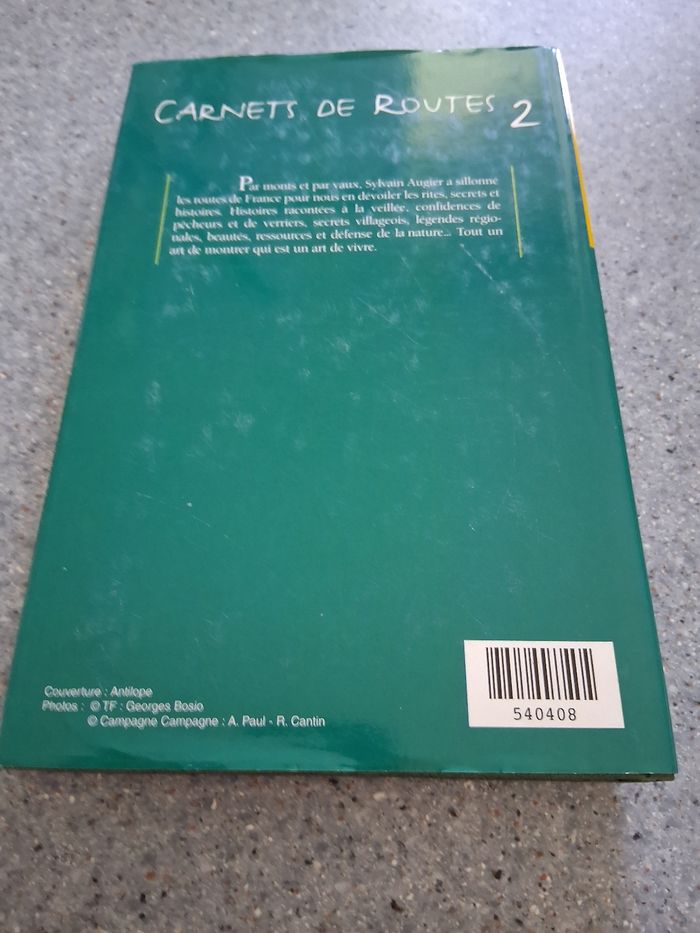 CARNETS DE ROUTES 2
Par monts et par vaux, Sylvain Augier a sillonné
les routes de France pour nous en dévoiler les rites, secrets et
histoires. Histoires racontées à la veillée, confidences de
pêcheurs et de verriers, secrets villageois, légendes régio-
nales, beautés, ressources et défense de la nature... Tout un
art de montrer qui est un art de vivre.
Couverture : Antilope
Photos : © TF : Georges Bosio
© Campagne Campagne : A. Paul - R. Cantin
540408